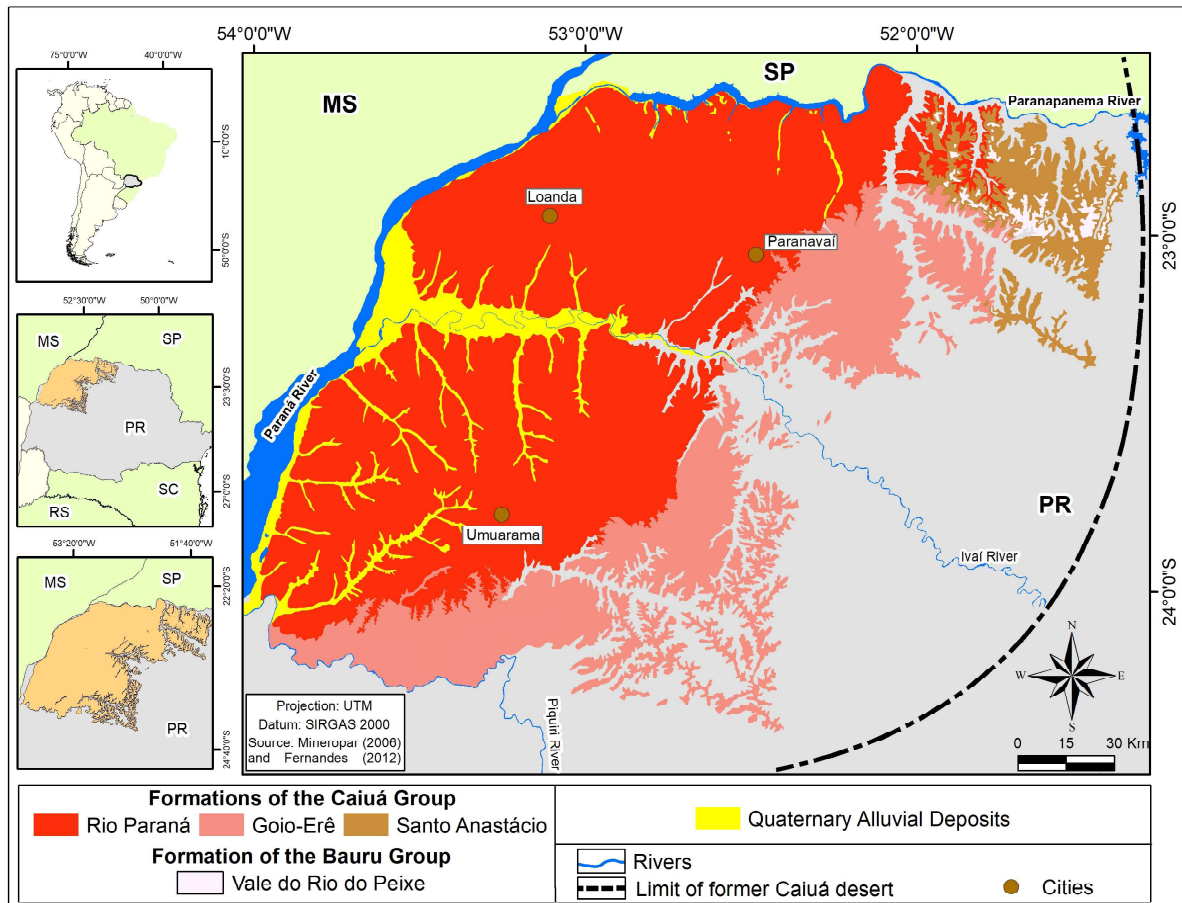 54°0'0"W
53°0'0"W
52°0'0"W
75°0'0"W
40°0'0"W
10°0'0"S
50°0'0"S
52°30'0"W
50°0'0"W
MS
SP
PR
SC
RS
23°30'0"S
27°0'0"S
53°20'0"W
51°40'0"W
MS
SP
PR
22°20'0"S
24°40'0"S
MS
SP
Paranapanema River
Loanda
Paranavaí
23°0'0"S
Paraná River
Umuarama
PR
Ivaí River
24°0'0"S
Piquiri River
N
W
E
S
0 15 30 Km
Projection: UTM
Datum: SIRGAS 2000
Source: Mineropar (2006)
and Fernandes (2012)
Formations of the Caiuá Group
Rio Paraná
Goio-Erê
Santo Anastácio
Formation of the Bauru Group
Vale do Rio do Peixe
Quaternary Alluvial Deposits
Rivers
Limit of former Caiuá desert
Cities